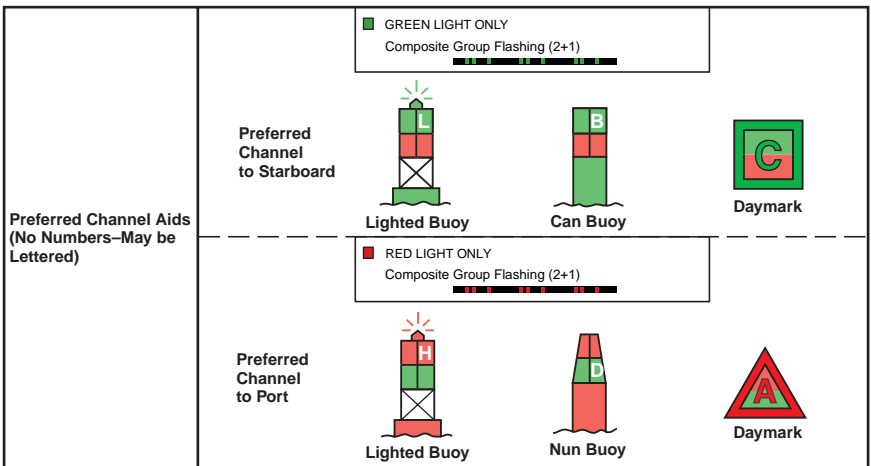 GREEN LIGHT ONLY
Composite Group Flashing (2+1)
Preferred
Channel
to Starboard
L
B
C
Lighted Buoy
Can Buoy
Daymark
Preferred Channel Aids
(No Numbers–May be
Lettered)
RED LIGHT ONLY
Composite Group Flashing (2+1)
Preferred
Channel
to Port
H
D
A
Lighted Buoy
Nun Buoy
Daymark